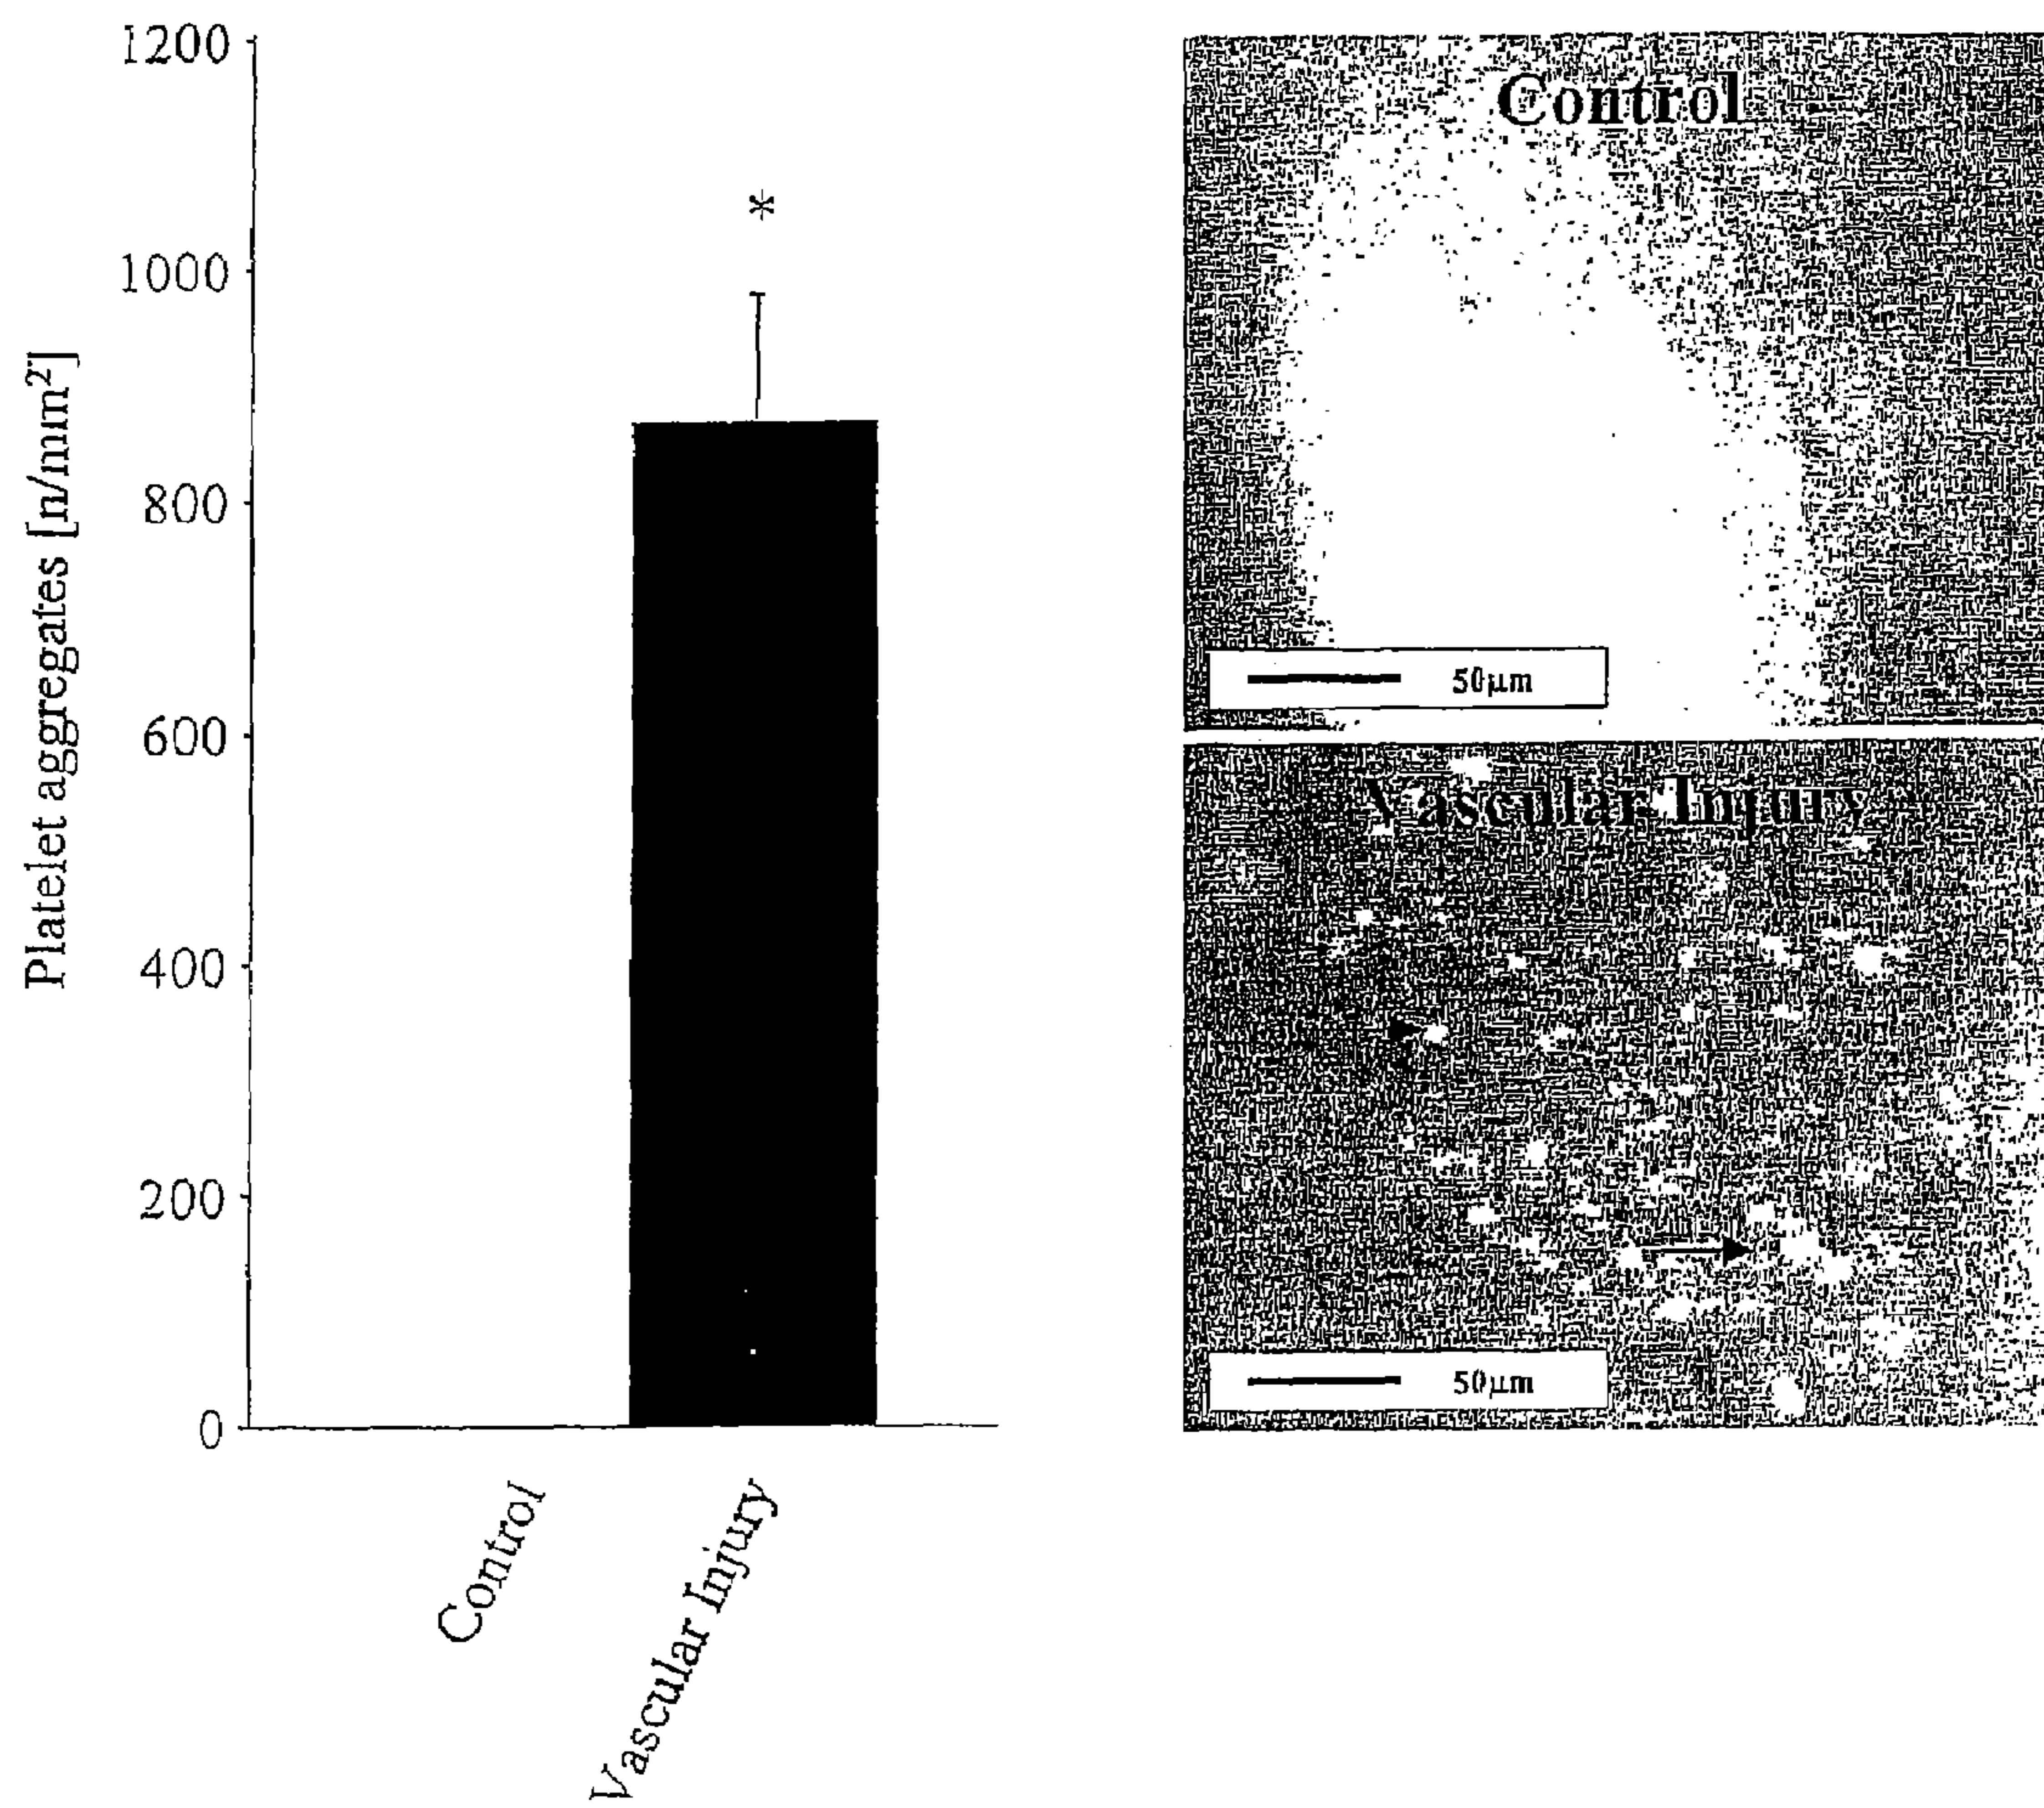 1200
1000
800
600
400
200
0
Platelet aggregates [n/mm²]
*
Control
Vascular Injury
Control
50µm
Vascular Injury
50µm